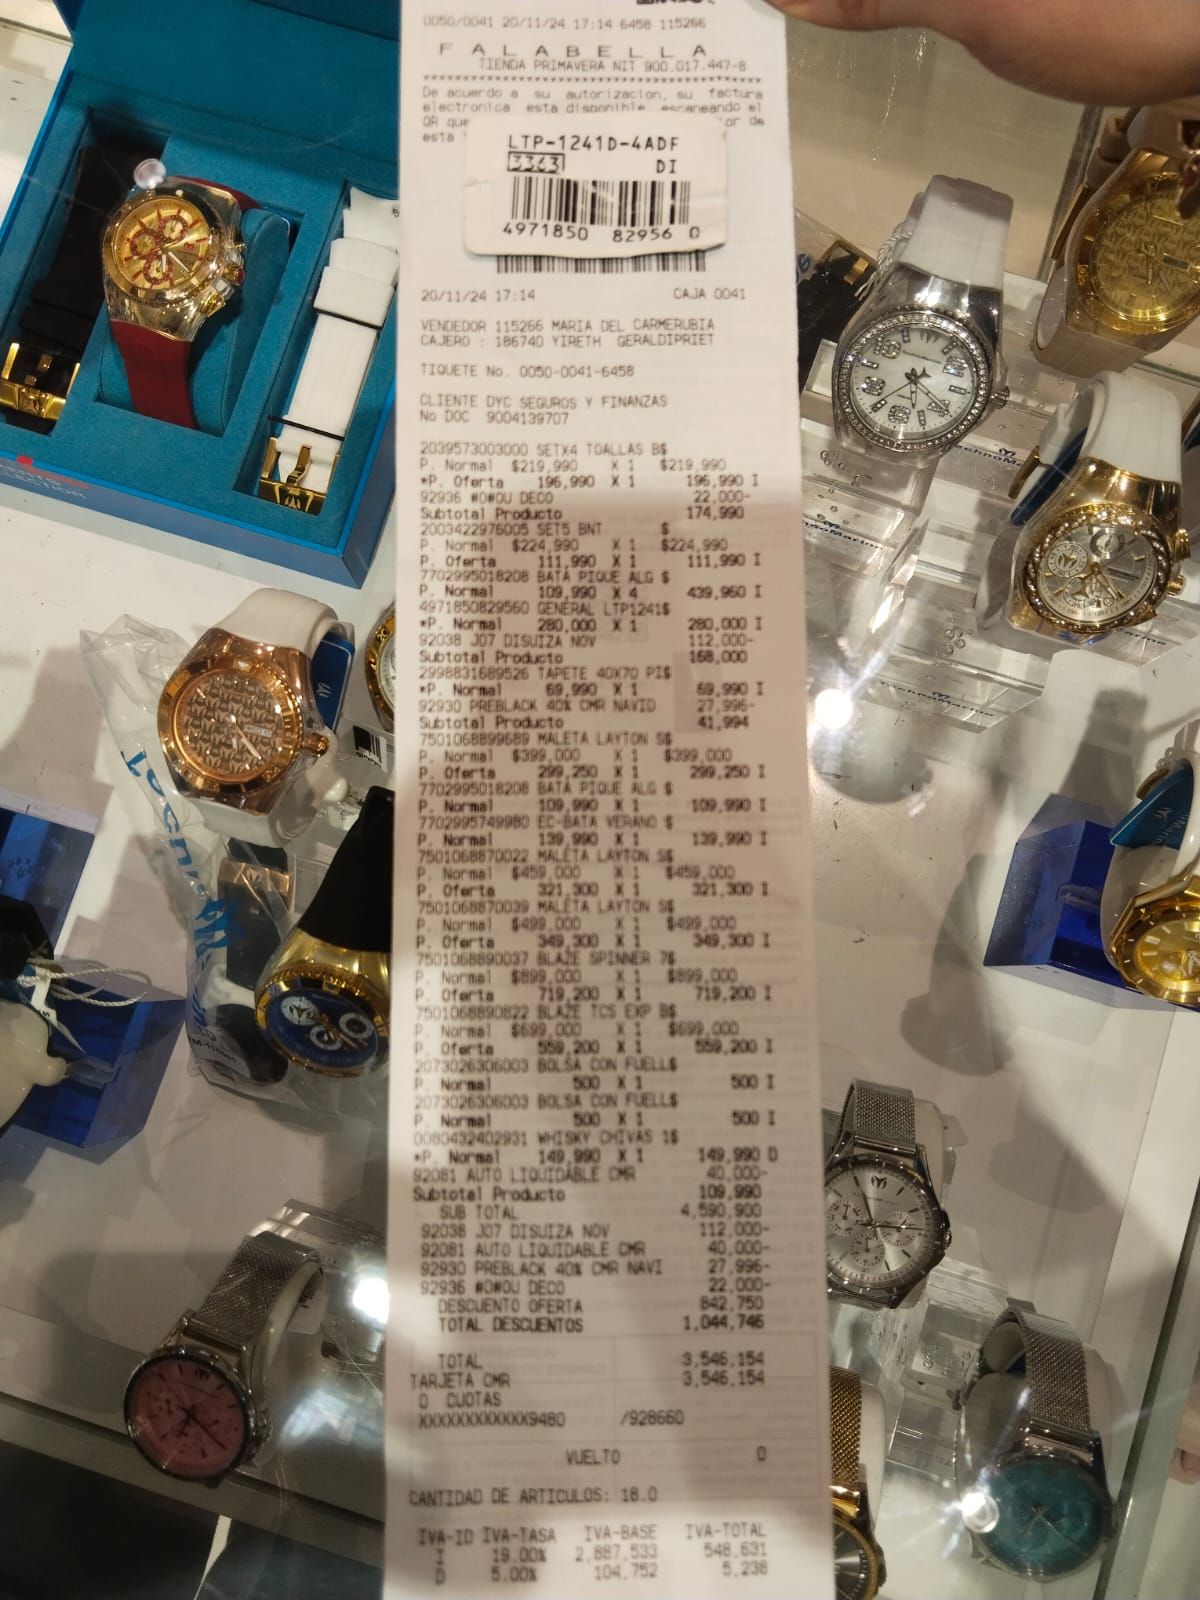 0050/0041 20/11/24 17:14 6458 115266
FALABELLA
TIENDA PRIMAVERA NIT 900.017.447-8
De acuerdo a su autorizacion, su factura
electronica esta disponible escaneando el
QR que or de
esta
LTP-1241D-4ADF
3363 DI
4971850 82956 0
20/11/24 17:14 CAJA 0041
VENDEDOR 115266 MARIA DEL CARMERUBIA
CAJERO : 186740 YIRETH GERALDIPRIET
TIQUETE No. 0050-0041-6458
CLIENTE DYC SEGUROS Y FINANZAS
No DOC 9004139707
2039573003000 SETX4 TOALLAS B$
P. Normal $219,990 X 1 $219,990
*P. Oferta 196,990 X 1 196,990 I
92936 #O#OU DECO 22,000-
Subtotal Producto 174,990
2003422976005 SET5 BNT $
P. Normal $224,990 X 1 $224,990
P. Oferta 111,990 X 1 111,990 I
7702995018208 BATA PIQUE ALG $
P. Normal 109,990 X 4 439,960 I
4971850829560 GENERAL LTP1241$
*P. Normal 280,000 X 1 280,000 I
92038 J07 DISUIZA NOV 112,000-
Subtotal Producto 168,000
2998831689526 TAPETE 40X70 PI$
*P. Normal 69,990 X 1 69,990 I
92930 PREBLACK 40% CMR NAVID 27,996-
Subtotal Producto 41,994
7501068899689 MALETA LAYTON S$
P. Normal $399,000 X 1 $399,000
P. Oferta 299,250 X 1 299,250 I
7702995018208 BATA PIQUE ALG $
P. Normal 109,990 X 1 109,990 I
7702995749980 EC-BATA VERANO $
P. Normal 139,990 X 1 139,990 I
7501068870022 MALETA LAYTON S$
P. Normal $459,000 X 1 $459,000
P. Oferta 321,300 X 1 321,300 I
7501068870039 MALETA LAYTON S$
P. Normal $499,000 X 1 $499,000
P. Oferta 349,300 X 1 349,300 I
7501068890037 BLAZE SPINNER 7$
P. Normal $899,000 X 1 $899,000
P. Oferta 719,200 X 1 719,200 I
7501068890822 BLAZE TCS EXP B$
P. Normal $699,000 X 1 $699,000
P. Oferta 559,200 X 1 559,200 I
2073026306003 BOLSA CON FUELL$
P. Normal 500 X 1 500 I
2073026306003 BOLSA CON FUELL$
P. Normal 500 X 1 500 I
0080432402931 WHISKY CHIVAS 1$
*P. Normal 149,990 X 1 149,990 D
92081 AUTO LIQUIDABLE CMR 40,000-
Subtotal Producto 109,990
SUB TOTAL 4,590,900
92038 J07 DISUIZA NOV 112,000-
92081 AUTO LIQUIDABLE CMR 40,000-
92930 PREBLACK 40% CMR NAVI 27,996-
92936 #O#OU DECO 22,000-
DESCUENTO OFERTA 842,750
TOTAL DESCUENTOS 1,044,746
TOTAL 3,546,154
TARJETA CMR 3,546,154
0 CUOTAS
XXXXXXXXXXXX9480 /928660
VUELTO 0
CANTIDAD DE ARTICULOS: 18.0
IVA-ID IVA-TASA IVA-BASE IVA-TOTAL
I 19.00% 2,887,533 548,631
D 5.00% 104,752 5,238